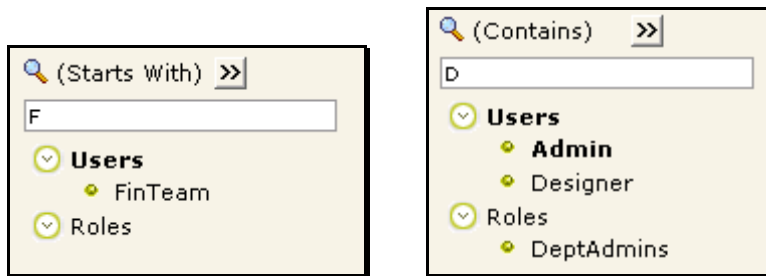 (Starts With) >>
F
Users
FinTeam
Roles
(Contains) >>
D
Users
Admin
Designer
Roles
DeptAdmins